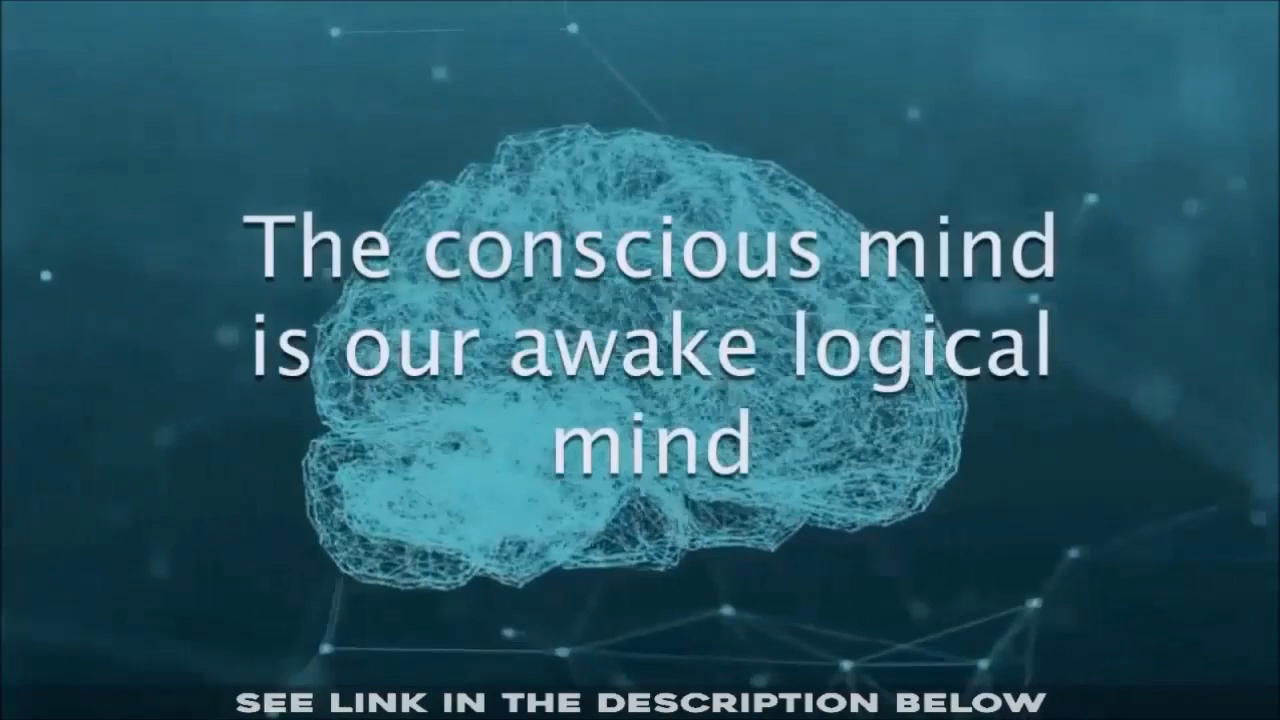 The conscious mind
is our awake logical
mind
SEE LINK IN THE DESCRIPTION BELOW